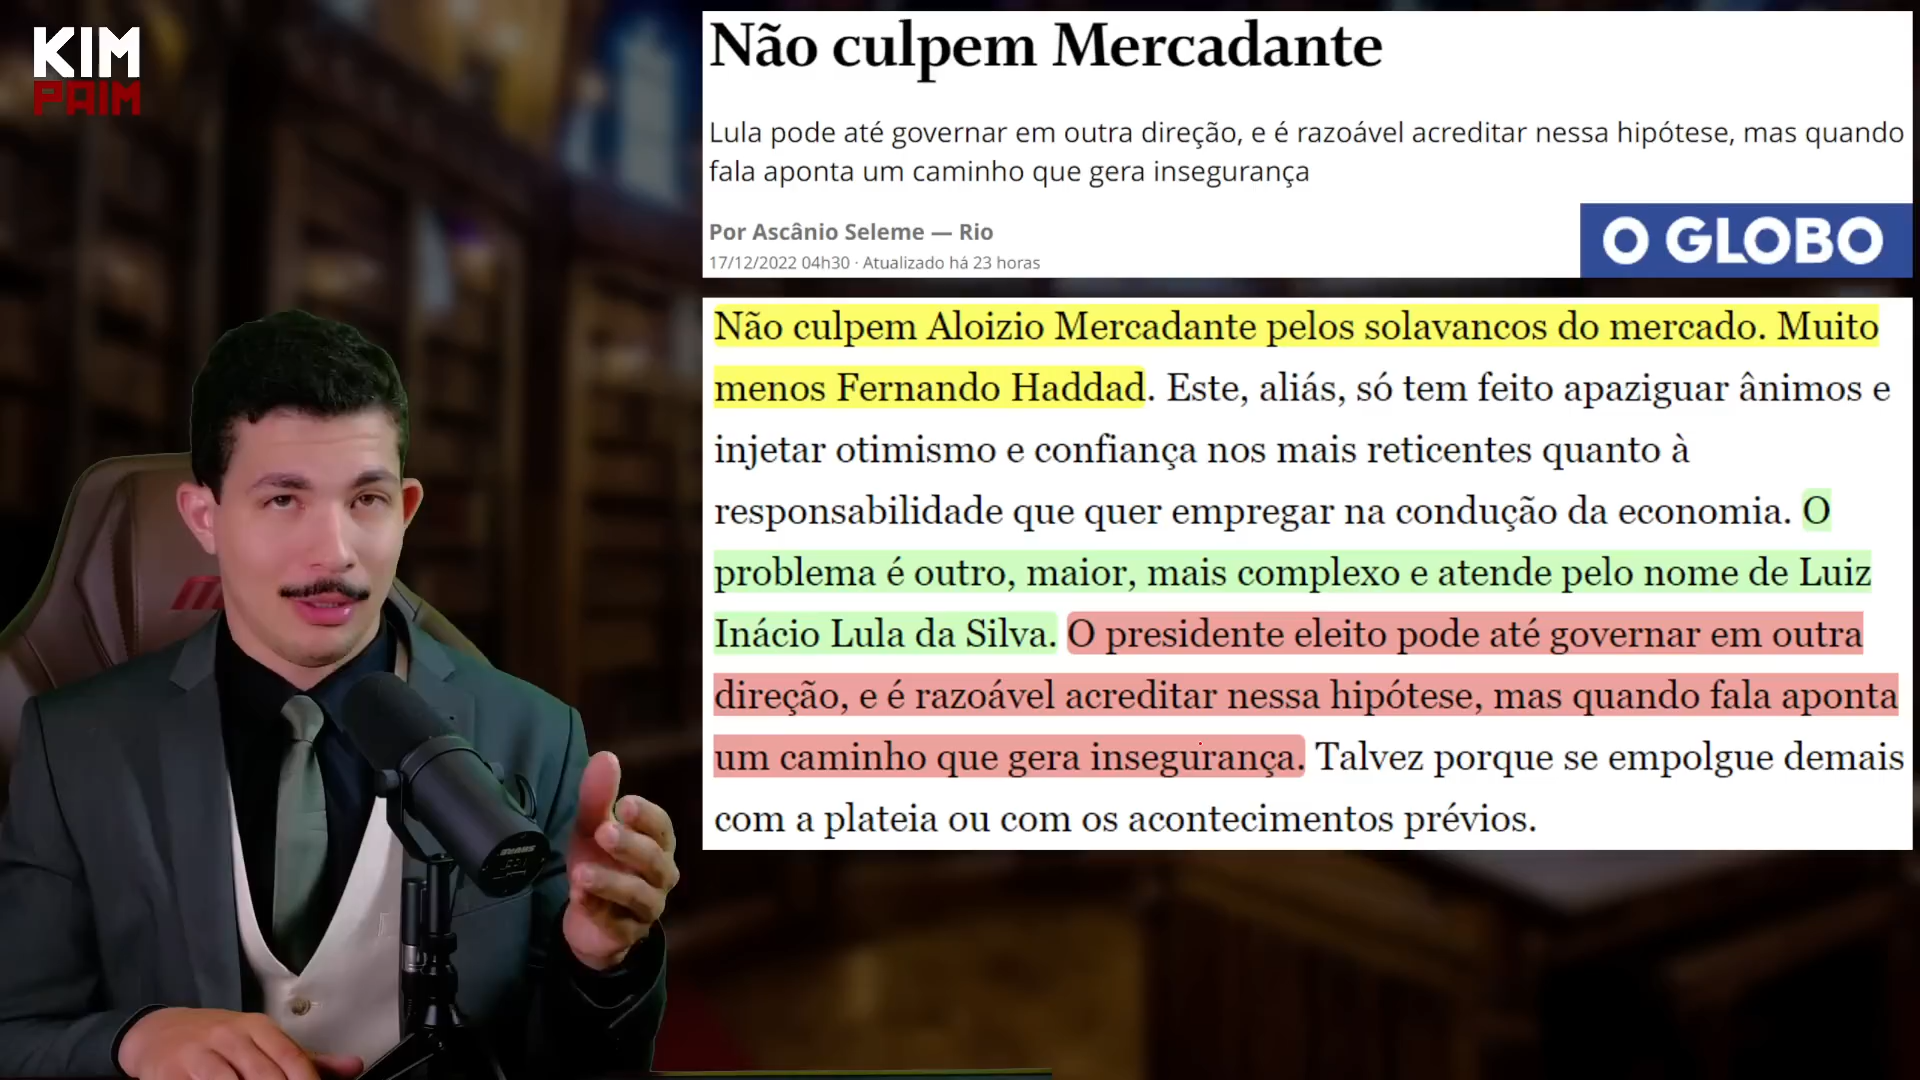 KIM
PAIM
Não culpem Mercadante
Lula pode até governar em outra direção, e é razoável acreditar nessa hipótese, mas quando
fala aponta um caminho que gera insegurança
Por Ascânio Seleme — Rio
17/12/2022 04h30 · Atualizado há 23 horas
O GLOBO
Não culpem Aloizio Mercadante pelos solavancos do mercado. Muito
menos Fernando Haddad. Este, aliás, só tem feito apaziguar ânimos e
injetar otimismo e confiança nos mais reticentes quanto à
responsabilidade que quer empregar na condução da economia. O
problema é outro, maior, mais complexo e atende pelo nome de Luiz
Inácio Lula da Silva. O presidente eleito pode até governar em outra
direção, e é razoável acreditar nessa hipótese, mas quando fala aponta
um caminho que gera insegurança. Talvez porque se empolgue demais
com a plateia ou com os acontecimentos prévios.